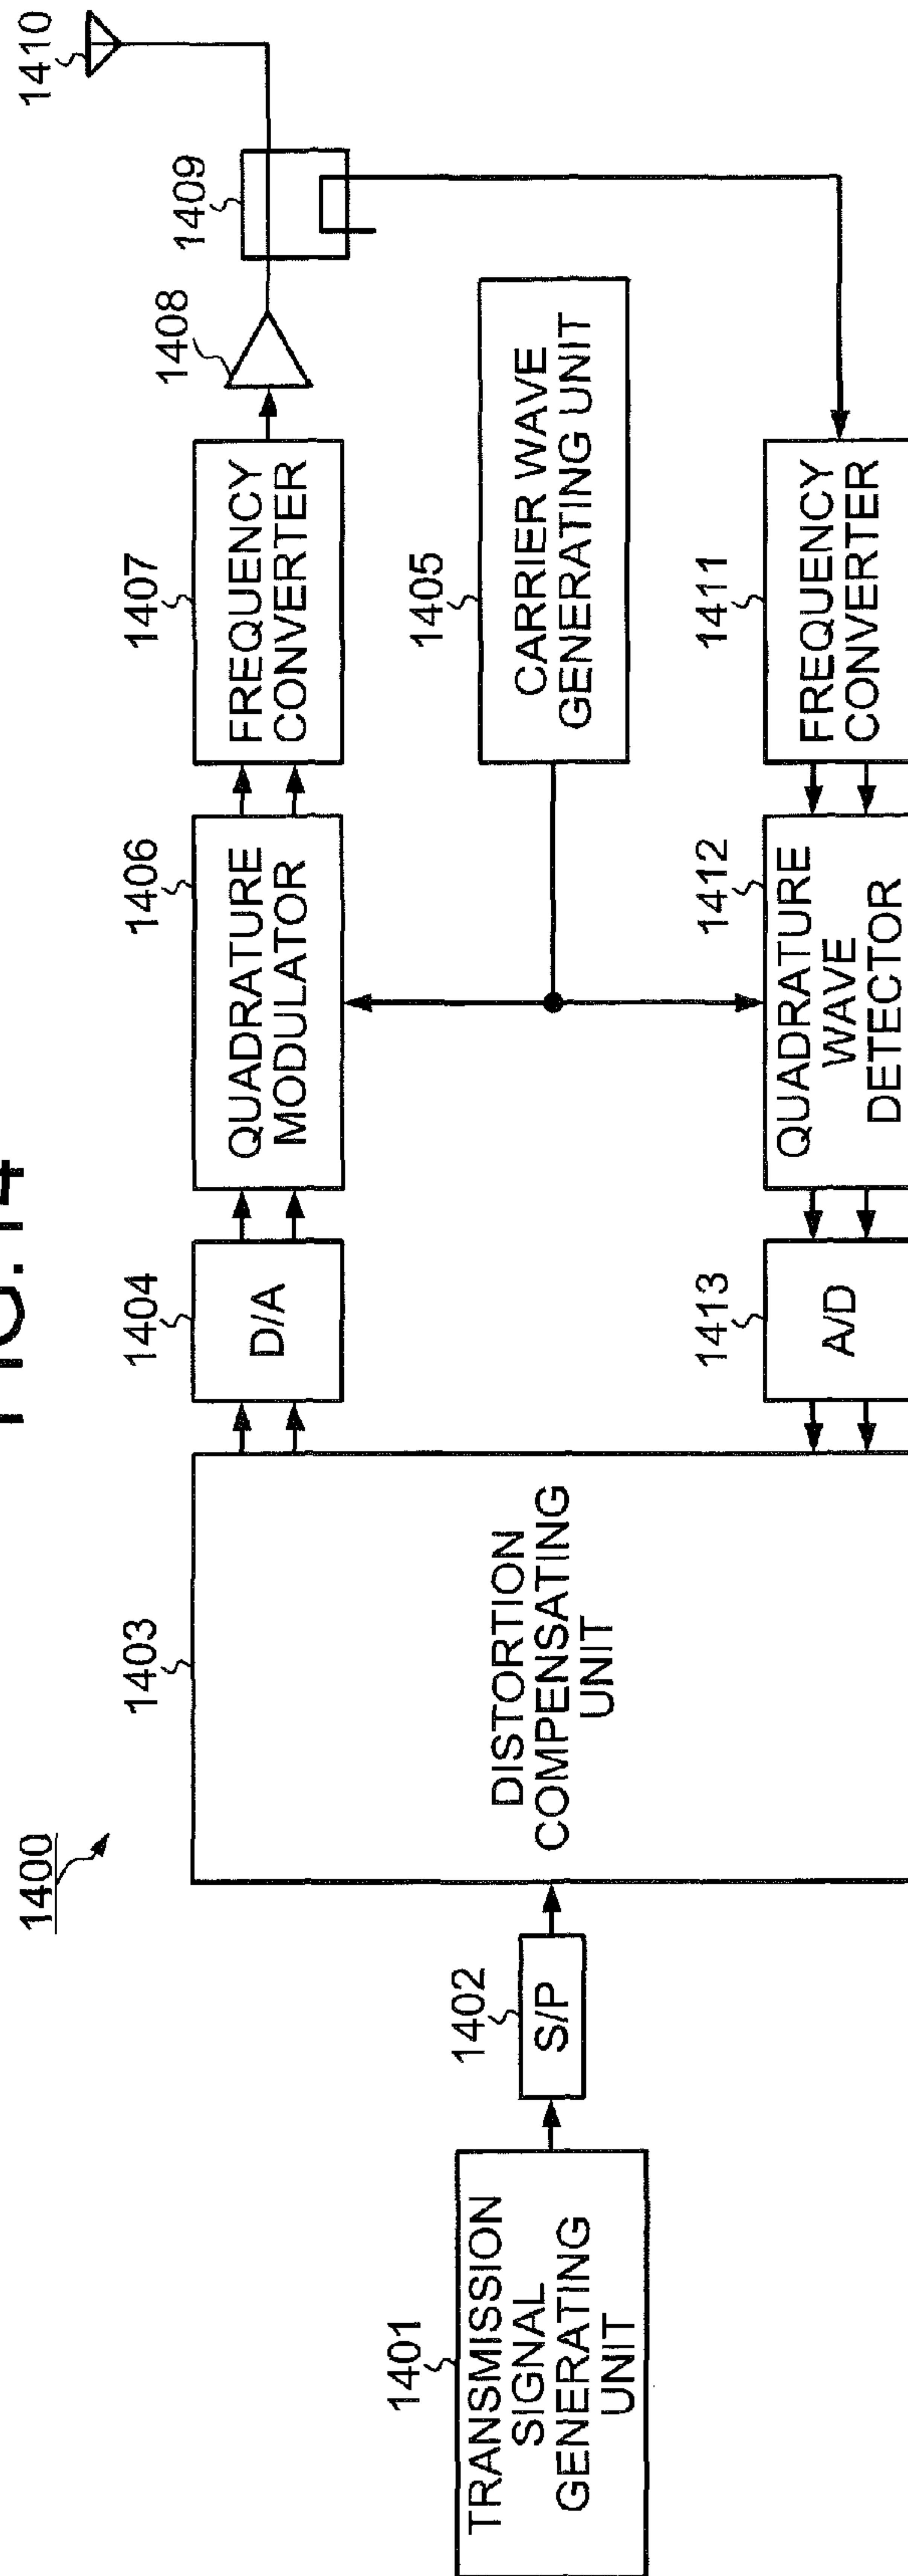 FIG.14
1400
1401
TRANSMISSION
SIGNAL
GENERATING
UNIT
1402
S/P
1403
DISTORTION
COMPENSATING
UNIT
1404
D/A
1406
QUADRATURE
MODULATOR
1407
FREQUENCY
CONVERTER
1408
1409
1410
1405
CARRIER WAVE
GENERATING UNIT
1413
A/D
1412
QUADRATURE
WAVE
DETECTOR
1411
FREQUENCY
CONVERTER